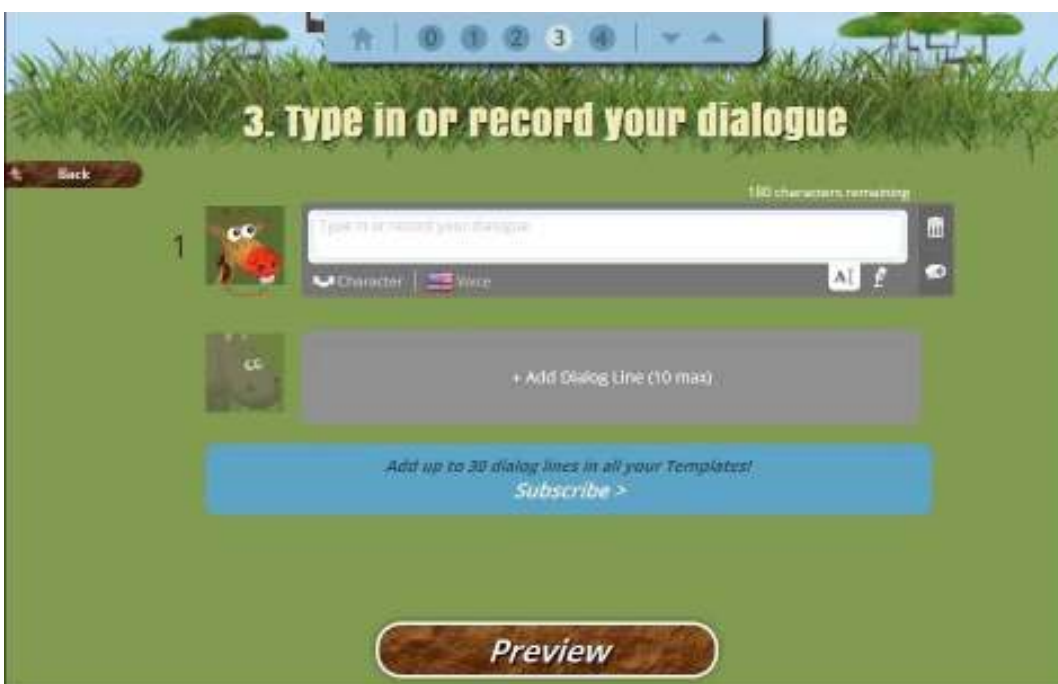 0 1 2 3 4
3. Type in or record your dialogue
Back
180 characters remaining
1
Type in or record your dialogue
Character
Voice
A
+ Add Dialog Line (10 max)
Add up to 30 dialog lines in all your Templates!
Subscribe >
Preview